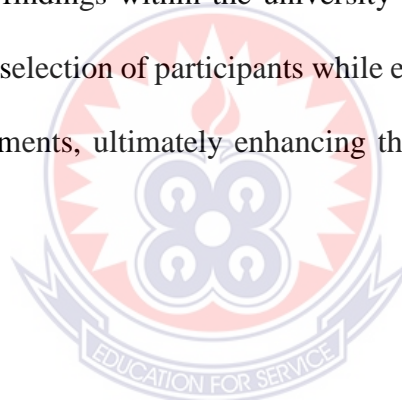 findings within the university
selection of participants while e
ments, ultimately enhancing th
EDUCATION FOR SERVICE